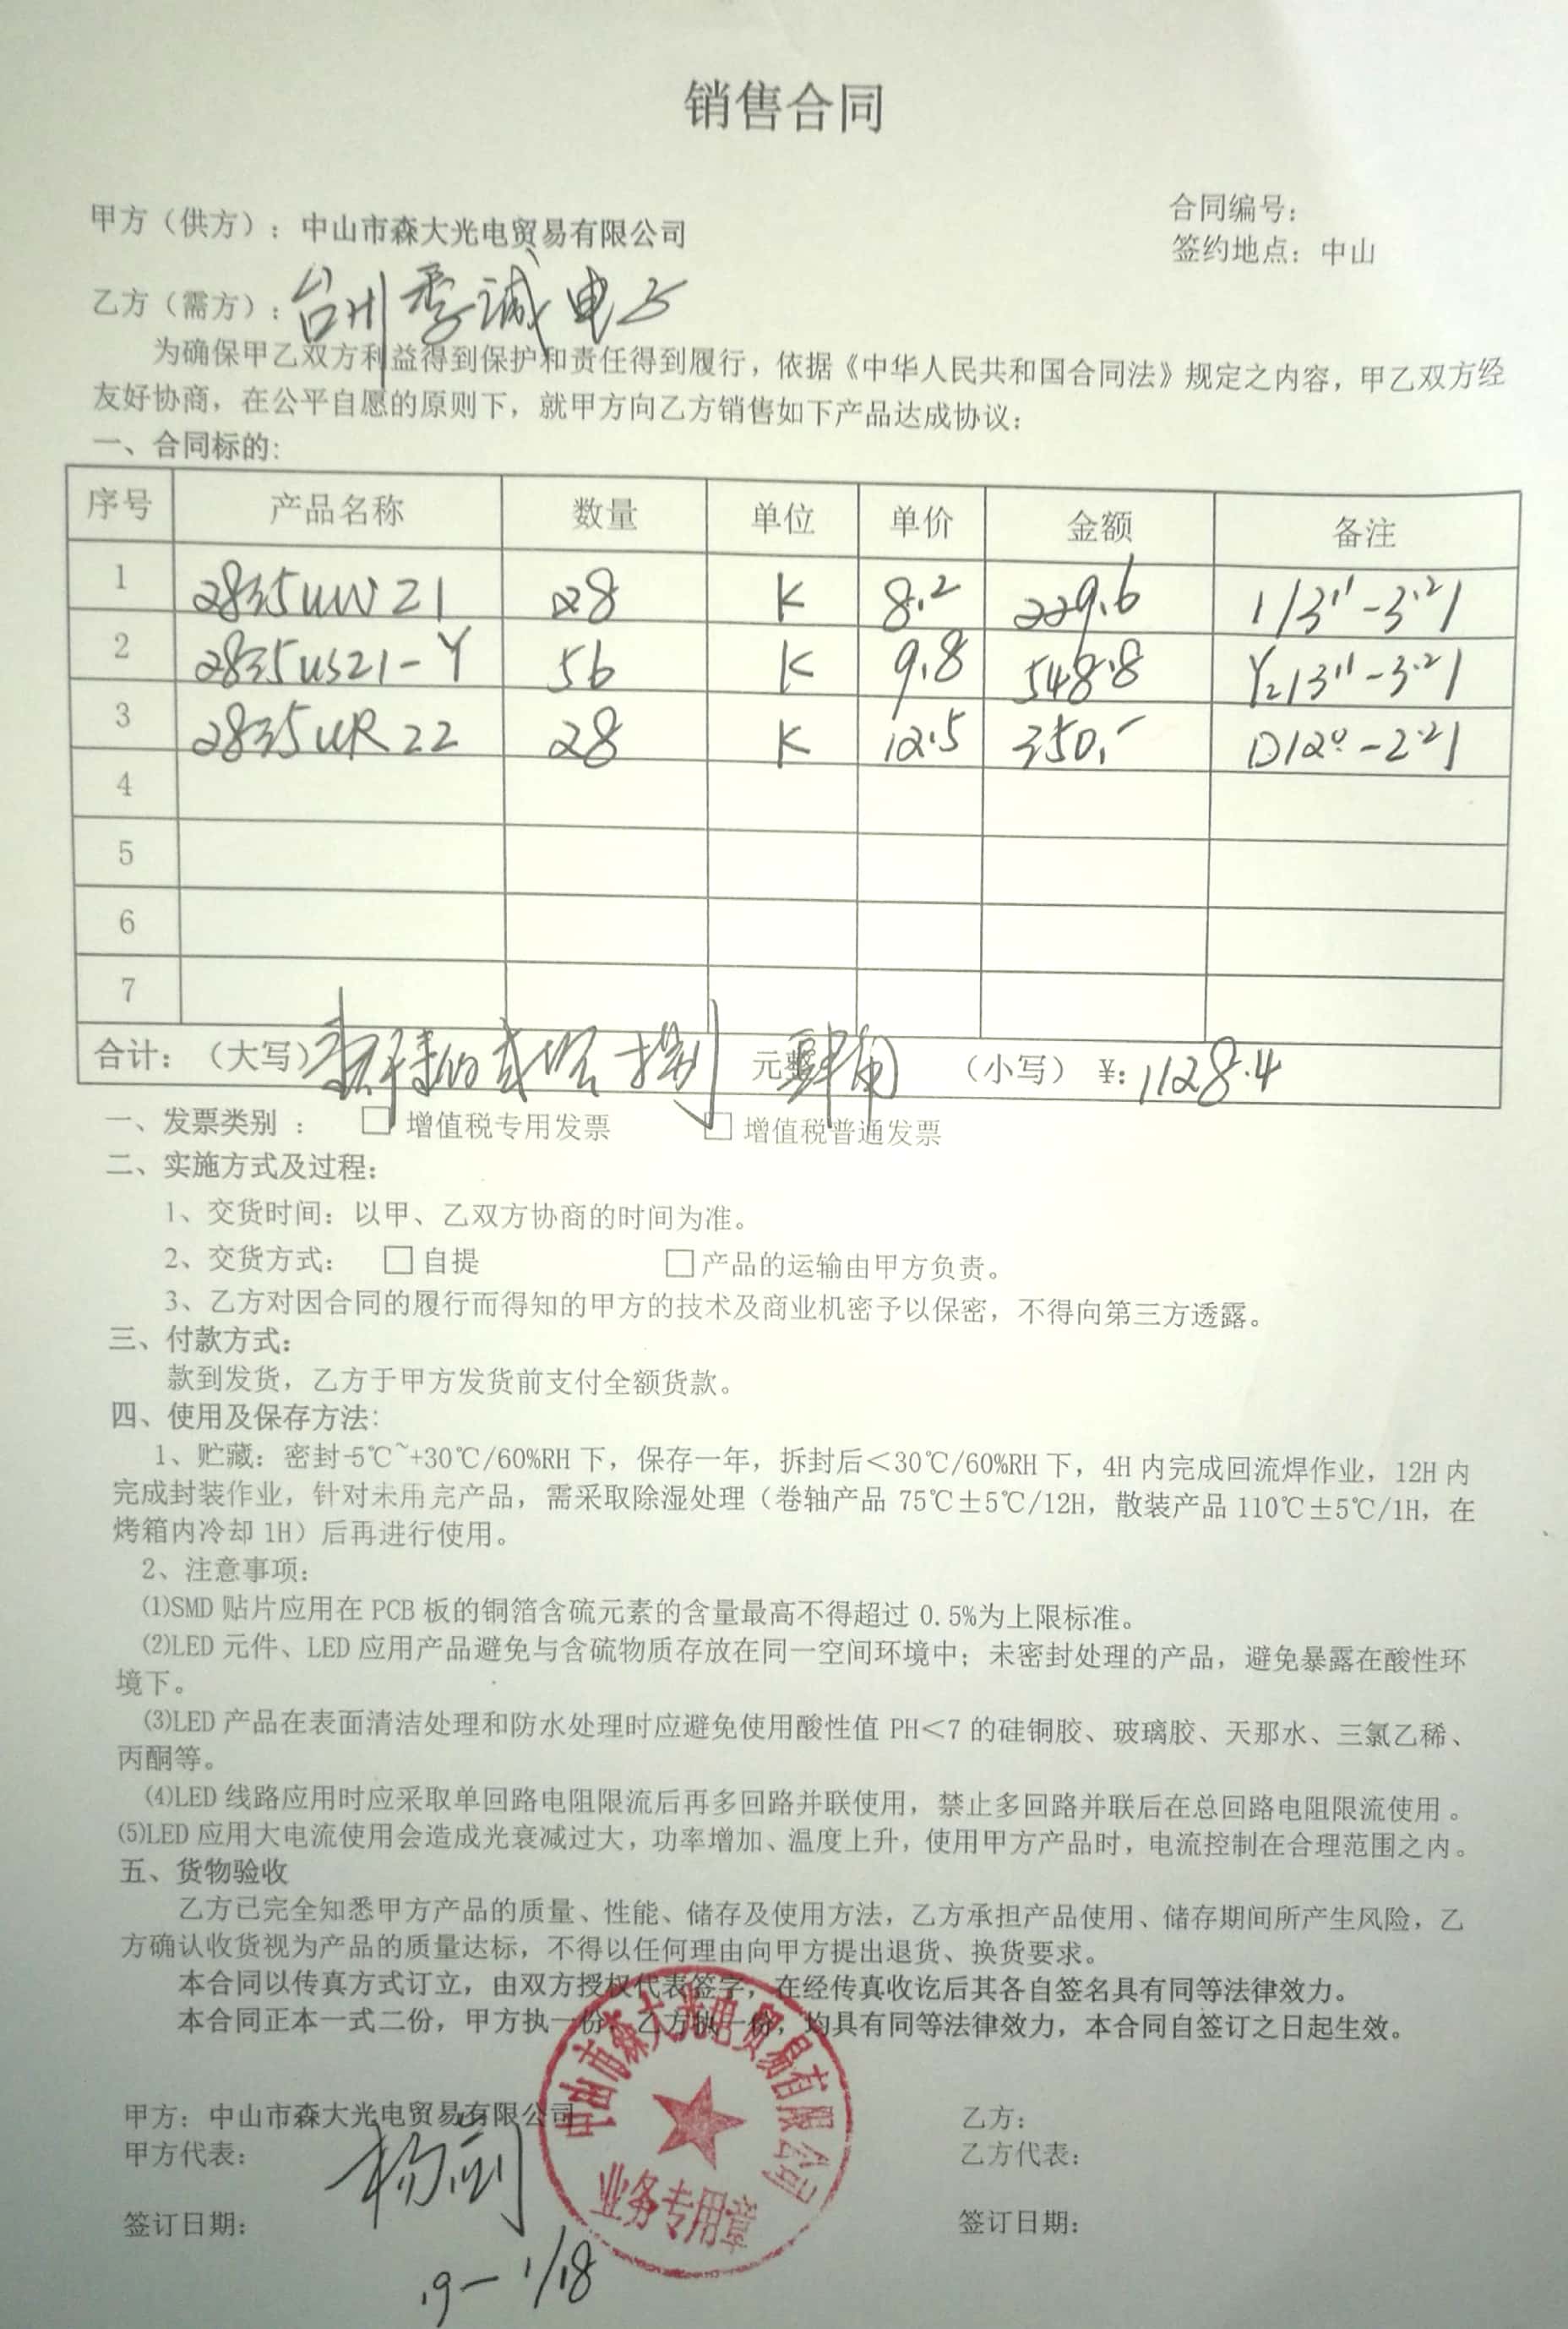 销售合同
甲方（供方）：中山市森大光电贸易有限公司
合同编号：
签约地点：中山
乙方（需方）：台州季诚电子
为确保甲乙双方利益得到保护和责任得到履行，依据《中华人民共和国合同法》规定之内容，甲乙双方经
友好协商，在公平自愿的原则下，就甲方向乙方销售如下产品达成协议：
一、合同标的：
序号 产品名称 数量 单位 单价 金额 备注
1 2835UW21 28 K 8.2 229.6 1/3.1-3.2/
2 2835US21-Y 56 K 9.8 548.8 Y2/3.1-3.2/
3 2835UR22 28 K 12.5 350.- D/2.0-2.2/
4
5
6
7
合计：（大写） 元整 肆角 （小写）￥：1128.4
一、发票类别 ： □ 增值税专用发票 □ 增值税普通发票
二、实施方式及过程：
1、交货时间：以甲、乙双方协商的时间为准。
2、交货方式： □ 自提 □产品的运输由甲方负责。
3、乙方对因合同的履行而得知的甲方的技术及商业机密予以保密，不得向第三方透露。
三、付款方式：
款到发货，乙方于甲方发货前支付全额货款。
四、使用及保存方法：
1、贮藏：密封-5℃~+30℃/60%RH 下，保存一年，拆封后＜30℃/60%RH 下，4H 内完成回流焊作业，12H 内
完成封装作业，针对未用完产品，需采取除湿处理（卷轴产品 75℃±5℃/12H，散装产品 110℃±5℃/1H，在
烤箱内冷却 1H）后再进行使用。
2、注意事项：
⑴SMD 贴片应用在 PCB 板的铜箔含硫元素的含量最高不得超过 0.5%为上限标准。
⑵LED 元件、LED 应用产品避免与含硫物质存放在同一空间环境中；未密封处理的产品，避免暴露在酸性环
境下。
⑶LED 产品在表面清洁处理和防水处理时应避免使用酸性值 PH＜7 的硅铜胶、玻璃胶、天那水、三氯乙稀、
丙酮等。
⑷LED 线路应用时应采取单回路电阻限流后再多回路并联使用，禁止多回路并联后在总回路电阻限流使用 。
⑸LED 应用大电流使用会造成光衰减过大，功率增加、温度上升，使用甲方产品时，电流控制在合理范围之内。
五、货物验收
乙方已完全知悉甲方产品的质量、性能、储存及使用方法，乙方承担产品使用、储存期间所产生风险，乙
方确认收货视为产品的质量达标，不得以任何理由向甲方提出退货、换货要求。
本合同以传真方式订立，由双方授权代表签字，在经传真收讫后其各自签名具有同等法律效力。
本合同正本一式二份，甲方执一份，乙方执一份，均具有同等法律效力，本合同自签订之日起生效。
中山市森大光电贸易有限公司
业务专用章
甲方：中山市森大光电贸易有限公司
乙方：
甲方代表：
乙方代表：
签订日期：
签订日期：
19-1/18